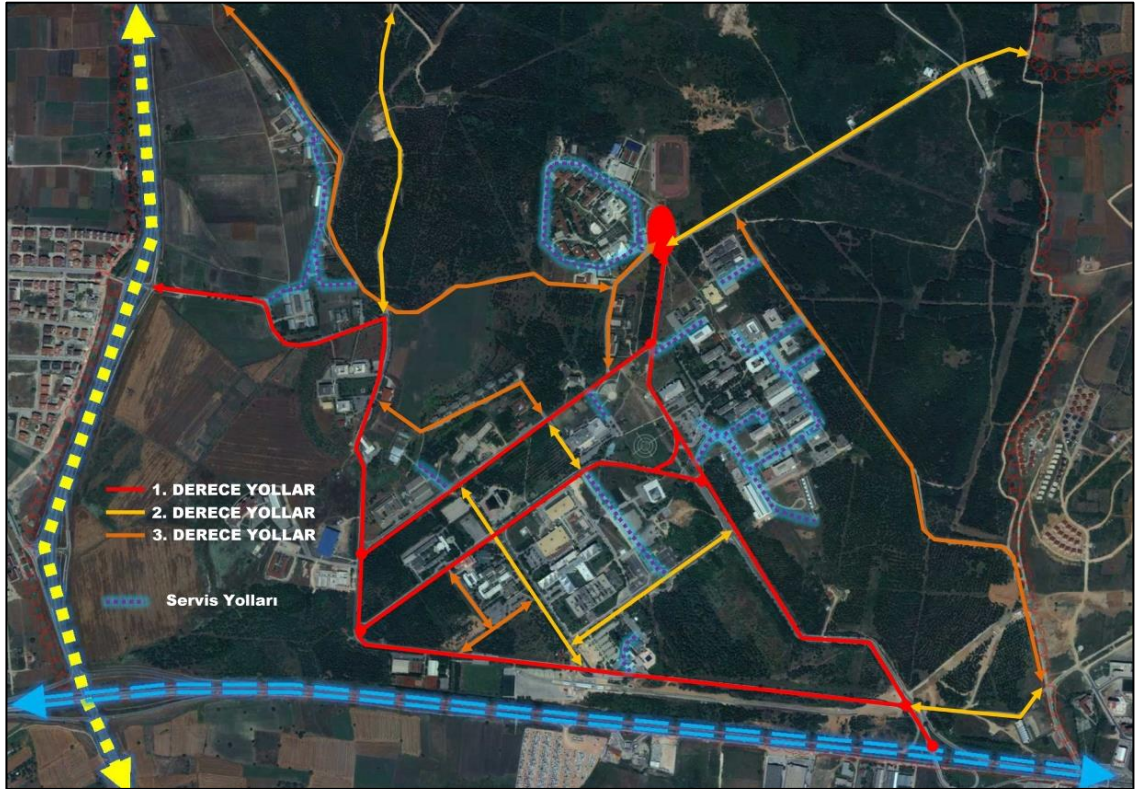 1. DERECE YOLLAR
2. DERECE YOLLAR
3. DERECE YOLLAR
Servis Yolları